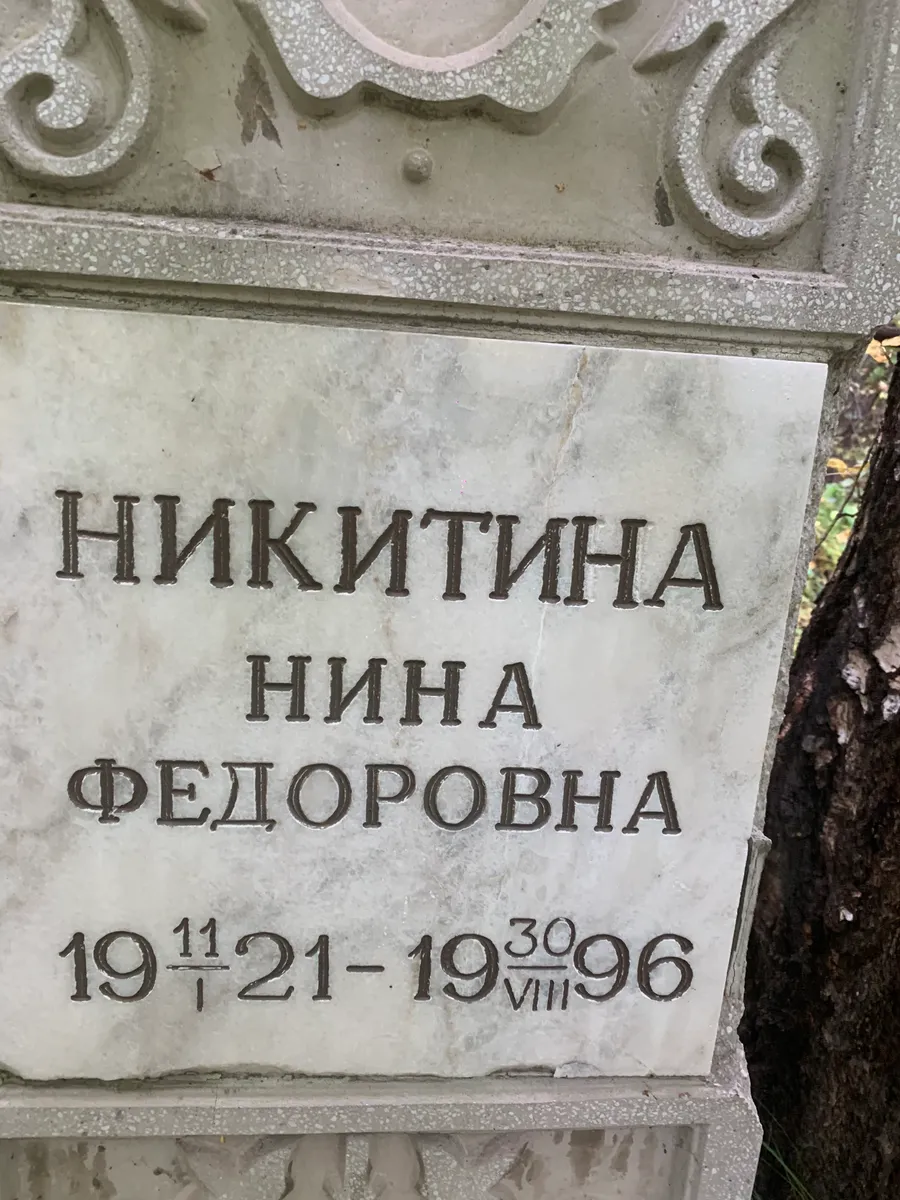 НИКИТИНА
НИНА
ФЕДОРОВНА
19 11/I 21 - 19 30/VIII 96